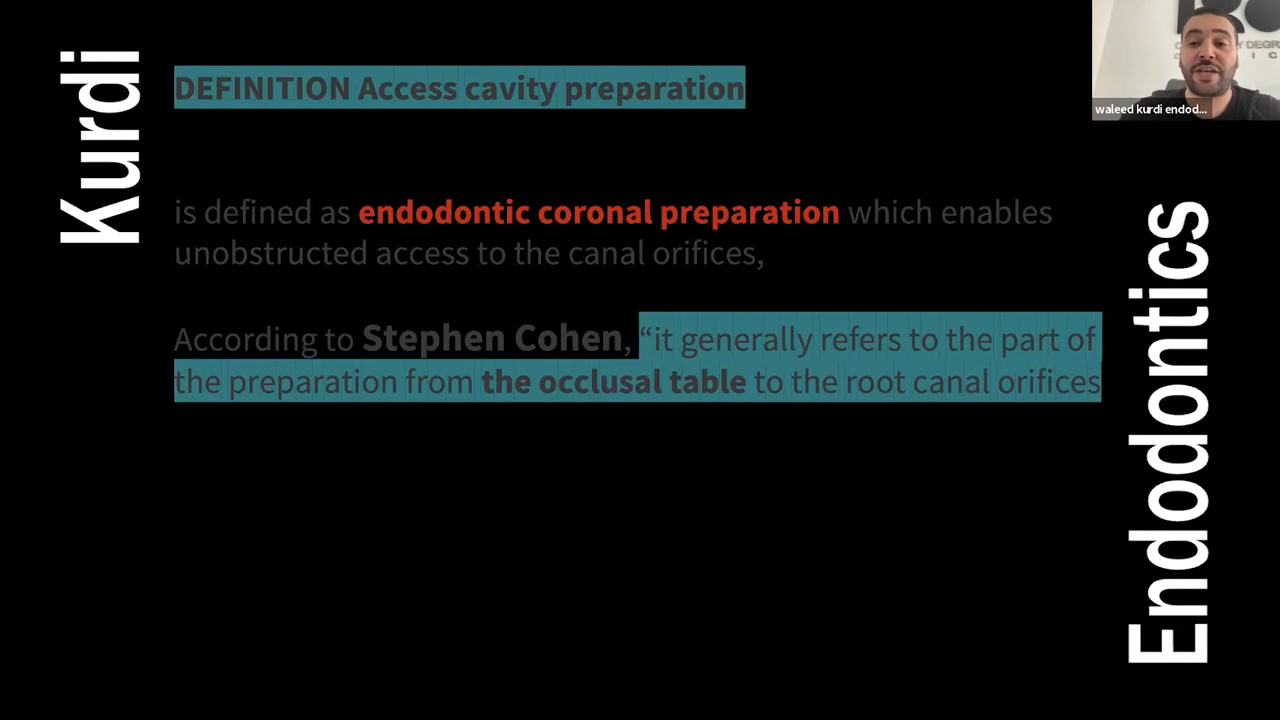 Kurdi
DEFINITION Access cavity preparation
is defined as endodontic coronal preparation which enables
unobstructed access to the canal orifices,
According to Stephen Cohen, “it generally refers to the part of
the preparation from the occlusal table to the root canal orifices
Endodontics
waleed kurdi endod...